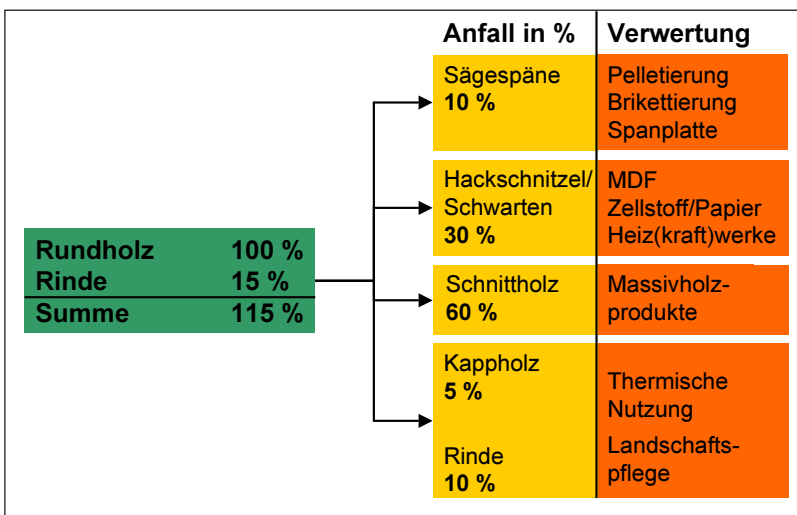 Anfall in %
Verwertung
Sägespäne
10 %
Pelletierung
Brikettierung
Spanplatte
Hackschnitzel/
Schwarten
30 %
MDF
Zellstoff/Papier
Heiz(kraft)werke
Rundholz 100 %
Rinde 15 %
Summe 115 %
Schnittholz
60 %
Massivholz-
produkte
Kappholz
5 %
Thermische
Nutzung
Rinde
10 %
Landschafts-
pflege